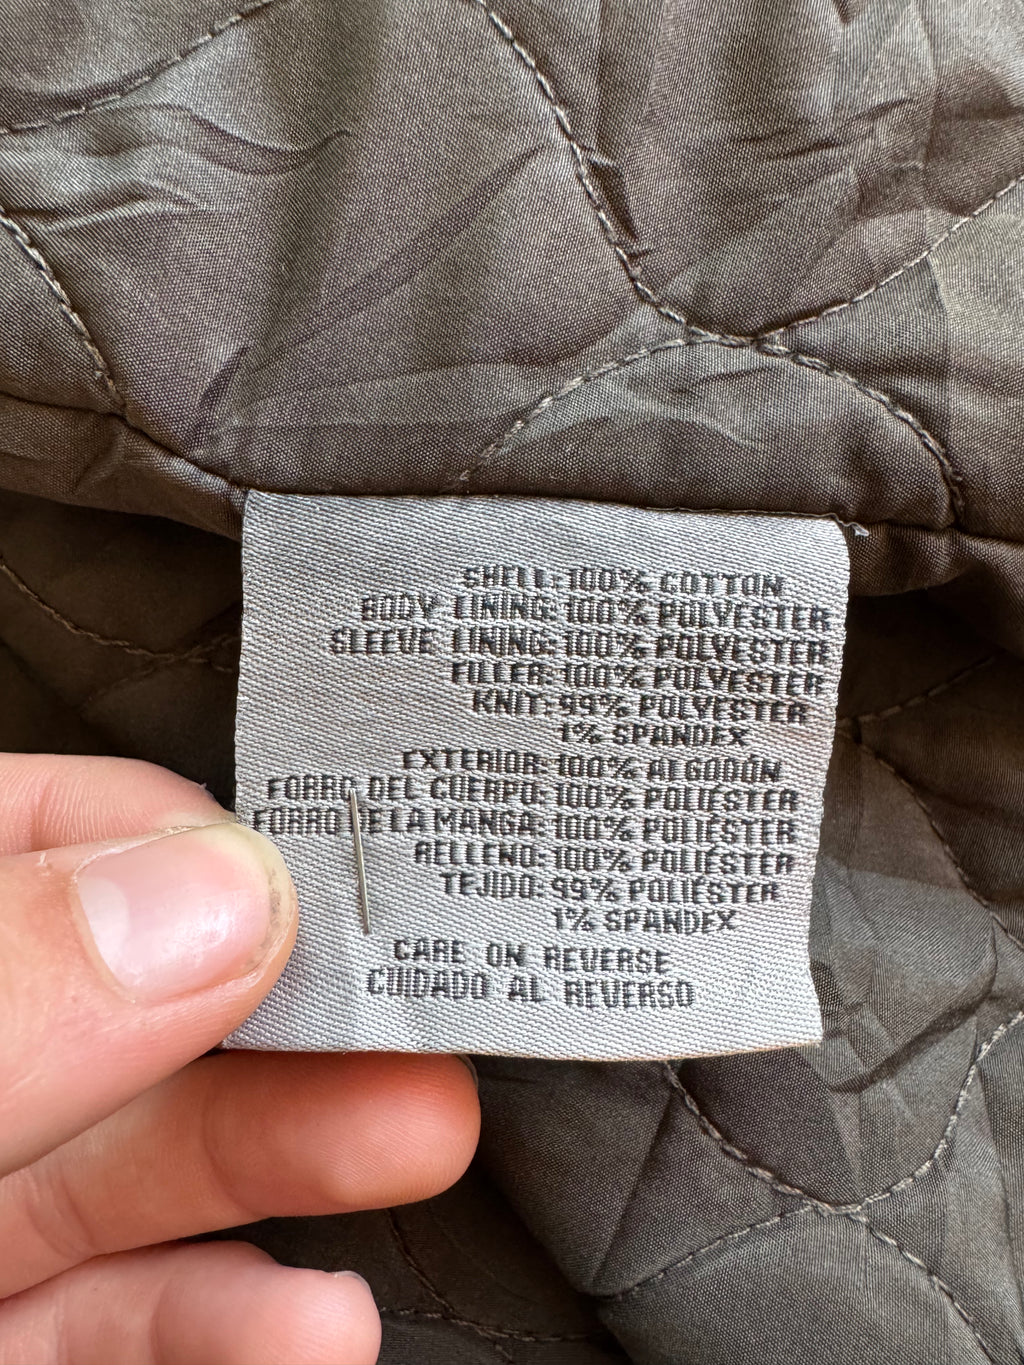 SHELL: 100% COTTON
BODY LINING: 100% POLYESTER
SLEEVE LINING: 100% POLYESTER
FILLER: 100% POLYESTER
KNIT: 99% POLYESTER
1% SPANDEX
EXTERIOR: 100% ALGODÓN
FORRO DEL CUERPO: 100% POLIÉSTER
FORRO DE LA MANGA: 100% POLIÉSTER
RELLENO: 100% POLIÉSTER
TEJIDO: 99% POLIÉSTER
1% SPANDEX
CARE ON REVERSE
CUIDADO AL REVERSO